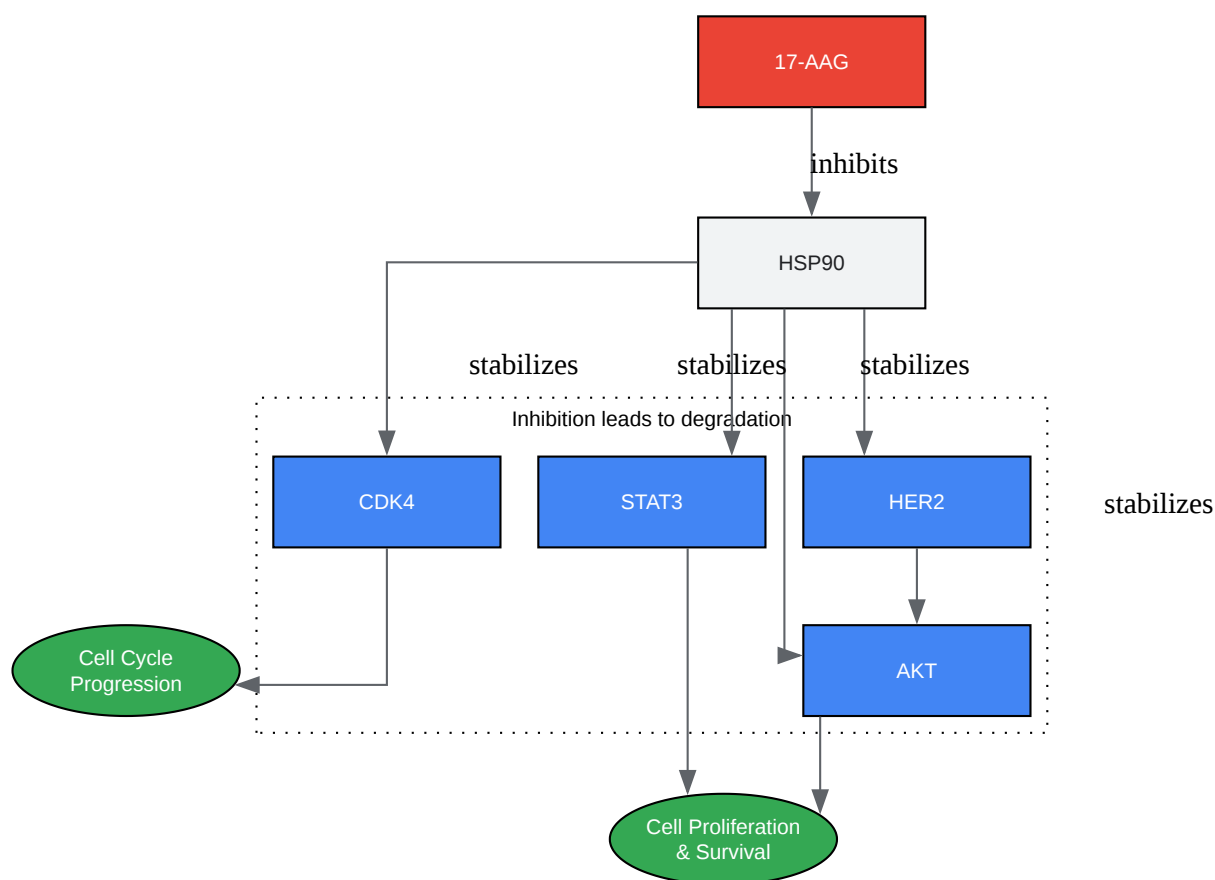 17-AAG
inhibits
HSP90
stabilizes
stabilizes
stabilizes
Inhibition leads to degradation
CDK4
STAT3
HER2
stabilizes
Cell Cycle
Progression
AKT
Cell Proliferation
& Survival